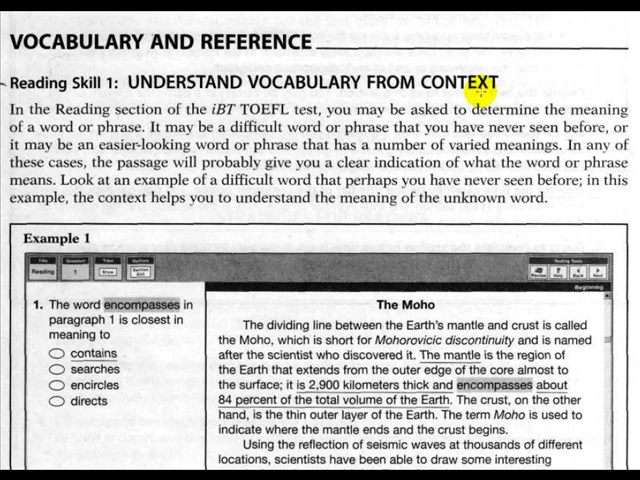 VOCABULARY AND REFERENCE
Reading Skill 1: UNDERSTAND VOCABULARY FROM CONTEXT
In the Reading section of the iBT TOEFL test, you may be asked to determine the meaning
of a word or phrase. It may be a difficult word or phrase that you have never seen before, or
it may be an easier-looking word or phrase that has a number of varied meanings. In any of
these cases, the passage will probably give you a clear indication of what the word or phrase
means. Look at an example of a difficult word that perhaps you have never seen before; in this
example, the context helps you to understand the meaning of the unknown word.
Example 1
Title Question Time Options
Reading 1 Show Section Exit
Testing Tools
Review Help Back Next
Beginning
1. The word encompasses in
paragraph 1 is closest in
meaning to
contains
searches
encircles
directs
The Moho
The dividing line between the Earth's mantle and crust is called
the Moho, which is short for Mohorovicic discontinuity and is named
after the scientist who discovered it. The mantle is the region of
the Earth that extends from the outer edge of the core almost to
the surface; it is 2,900 kilometers thick and encompasses about
84 percent of the total volume of the Earth. The crust, on the other
hand, is the thin outer layer of the Earth. The term Moho is used to
indicate where the mantle ends and the crust begins.
Using the reflection of seismic waves at thousands of different
locations, scientists have been able to draw some interesting